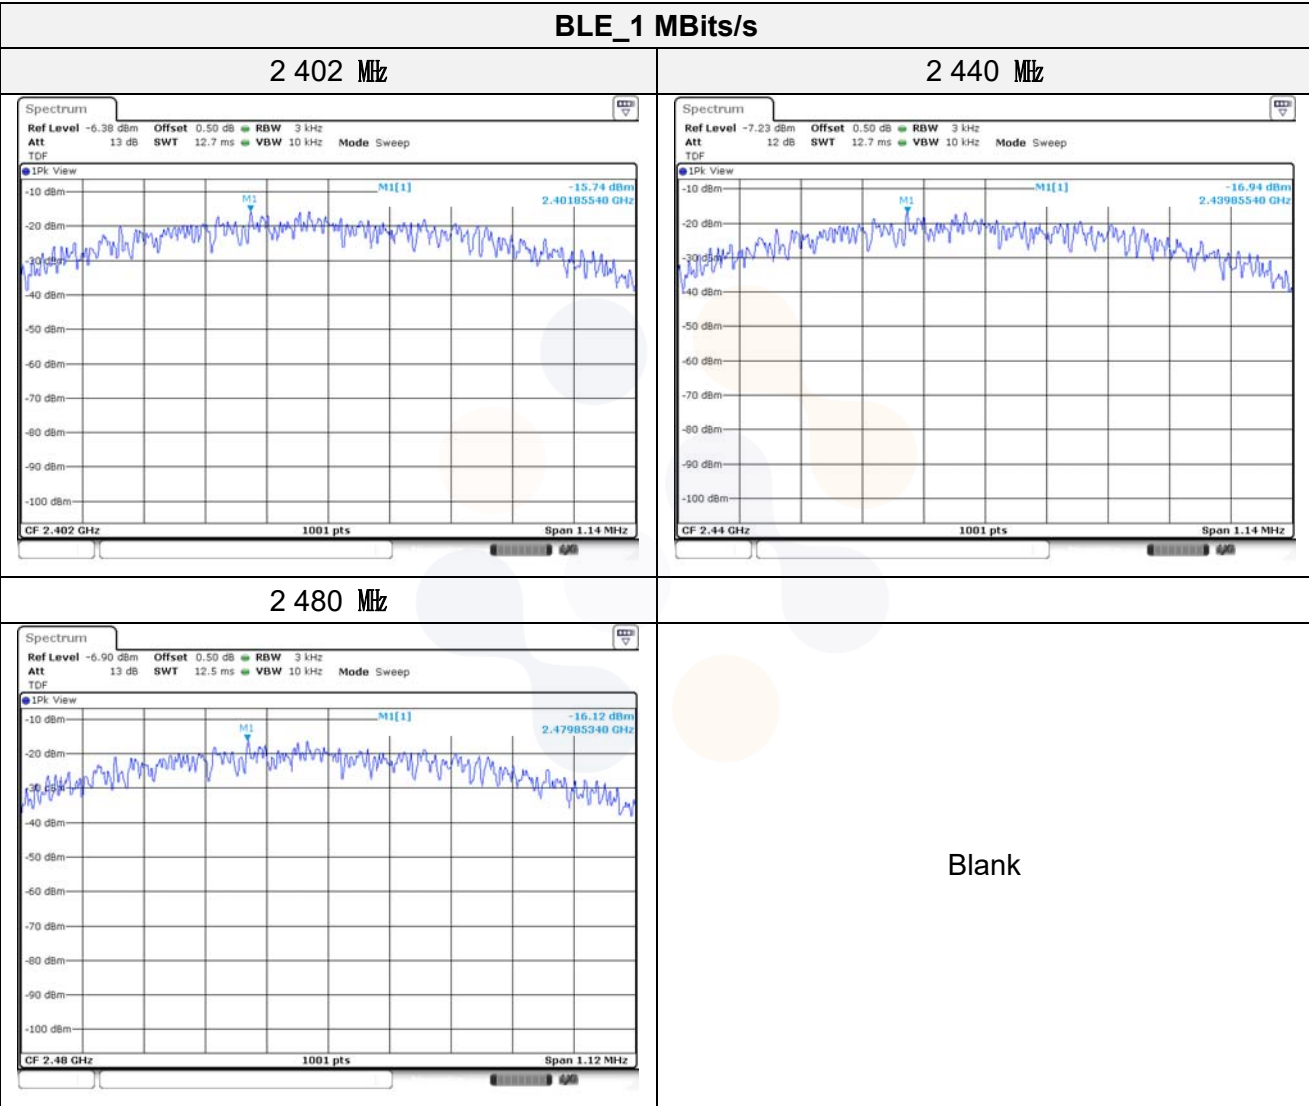 BLE_1 MBits/s
2 402 ㎒
2 440 ㎒
Spectrum
Ref Level -6.38 dBm Offset 0.50 dB RBW 3 kHz
Att 13 dB SWT 12.7 ms VBW 10 kHz Mode Sweep
TDF
1Pk View
M1[1] -15.74 dBm
2.40185540 GHz
M1
-10 dBm
-20 dBm
-30 dBm
-40 dBm
-50 dBm
-60 dBm
-70 dBm
-80 dBm
-90 dBm
-100 dBm
CF 2.402 GHz 1001 pts Span 1.14 MHz
Spectrum
Ref Level -7.23 dBm Offset 0.50 dB RBW 3 kHz
Att 12 dB SWT 12.7 ms VBW 10 kHz Mode Sweep
TDF
1Pk View
M1[1] -16.94 dBm
2.43985540 GHz
M1
-10 dBm
-20 dBm
-30 dBm
-40 dBm
-50 dBm
-60 dBm
-70 dBm
-80 dBm
-90 dBm
-100 dBm
CF 2.44 GHz 1001 pts Span 1.14 MHz
2 480 ㎒
Spectrum
Ref Level -6.90 dBm Offset 0.50 dB RBW 3 kHz
Att 13 dB SWT 12.5 ms VBW 10 kHz Mode Sweep
TDF
1Pk View
M1[1] -16.12 dBm
2.47985340 GHz
M1
-10 dBm
-20 dBm
-30 dBm
-40 dBm
-50 dBm
-60 dBm
-70 dBm
-80 dBm
-90 dBm
-100 dBm
CF 2.48 GHz 1001 pts Span 1.12 MHz
Blank